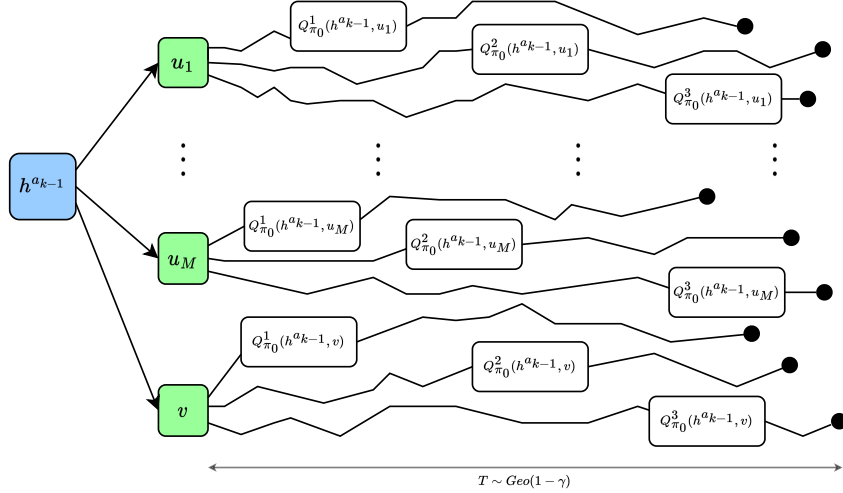 Q^1_{π_0}(h^{a_{k-1}}, u_1)
Q^2_{π_0}(h^{a_{k-1}}, u_1)
u_1
Q^3_{π_0}(h^{a_{k-1}}, u_1)
h^{a_{k-1}}
Q^1_{π_0}(h^{a_{k-1}}, u_M)
Q^2_{π_0}(h^{a_{k-1}}, u_M)
u_M
Q^3_{π_0}(h^{a_{k-1}}, u_M)
Q^1_{π_0}(h^{a_{k-1}}, v)
Q^2_{π_0}(h^{a_{k-1}}, v)
v
Q^3_{π_0}(h^{a_{k-1}}, v)
T ∼ Geo(1 − γ)